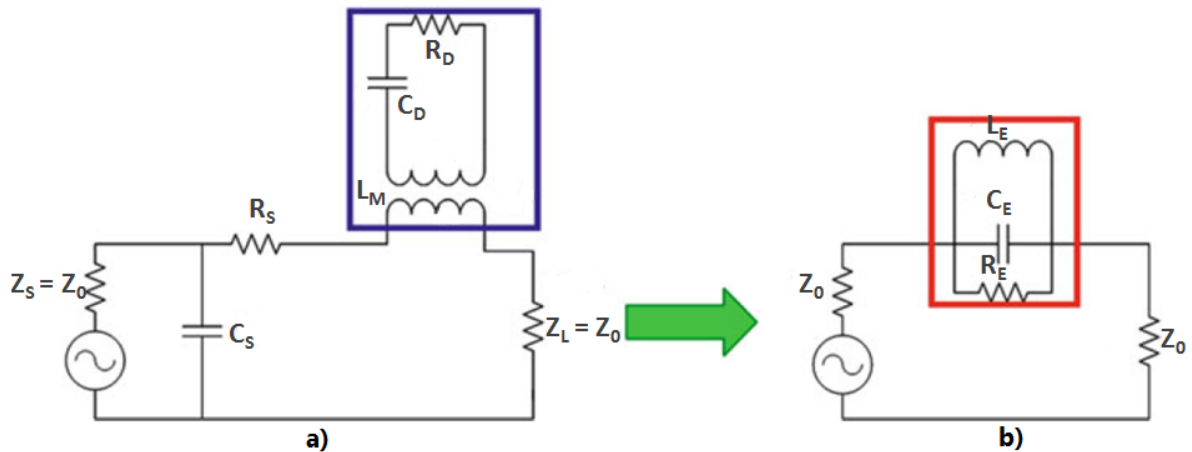 R_D
C_D
L_M
R_S
Z_S = Z_0
C_S
Z_L = Z_0
a)
L_E
C_E
R_E
Z_0
Z_0
b)